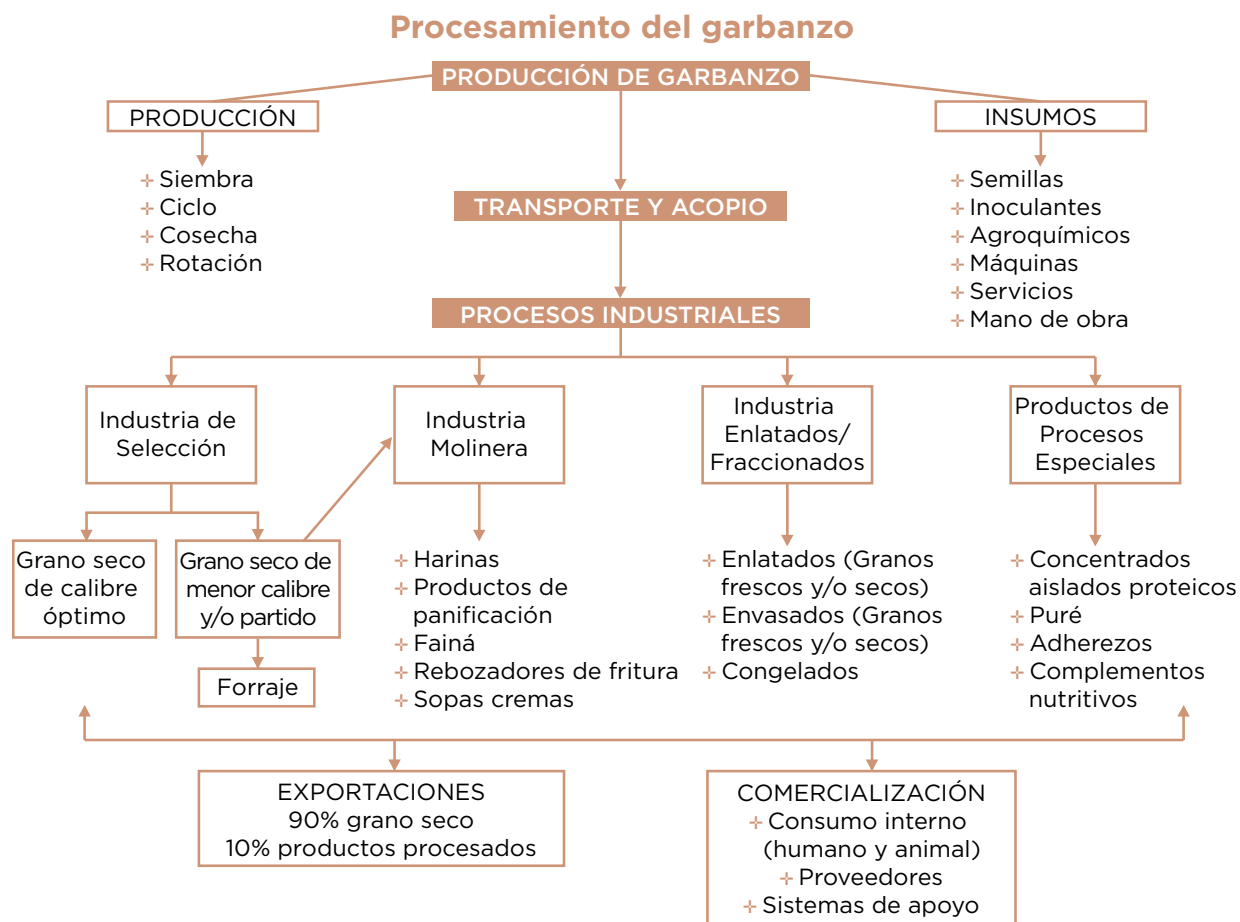 Procesamiento del garbanzo
PRODUCCIÓN DE GARBANZO
PRODUCCIÓN
✛ Siembra
✛ Ciclo
✛ Cosecha
✛ Rotación
INSUMOS
✛ Semillas
✛ Inoculantes
✛ Agroquímicos
✛ Máquinas
✛ Servicios
✛ Mano de obra
TRANSPORTE Y ACOPIO
PROCESOS INDUSTRIALES
Industria de
Selección
Grano seco
de calibre
óptimo
Grano seco de
menor calibre
y/o partido
Forraje
Industria
Molinera
✛ Harinas
✛ Productos de
panificación
✛ Fainá
✛ Rebozadores de fritura
✛ Sopas cremas
Industria
Enlatados/
Fraccionados
✛ Enlatados (Granos
frescos y/o secos)
✛ Envasados (Granos
frescos y/o secos)
✛ Congelados
Productos de
Procesos
Especiales
✛ Concentrados
aislados proteicos
✛ Puré
✛ Adherezos
✛ Complementos
nutritivos
EXPORTACIONES
90% grano seco
10% productos procesados
COMERCIALIZACIÓN
✛ Consumo interno
(humano y animal)
✛ Proveedores
✛ Sistemas de apoyo